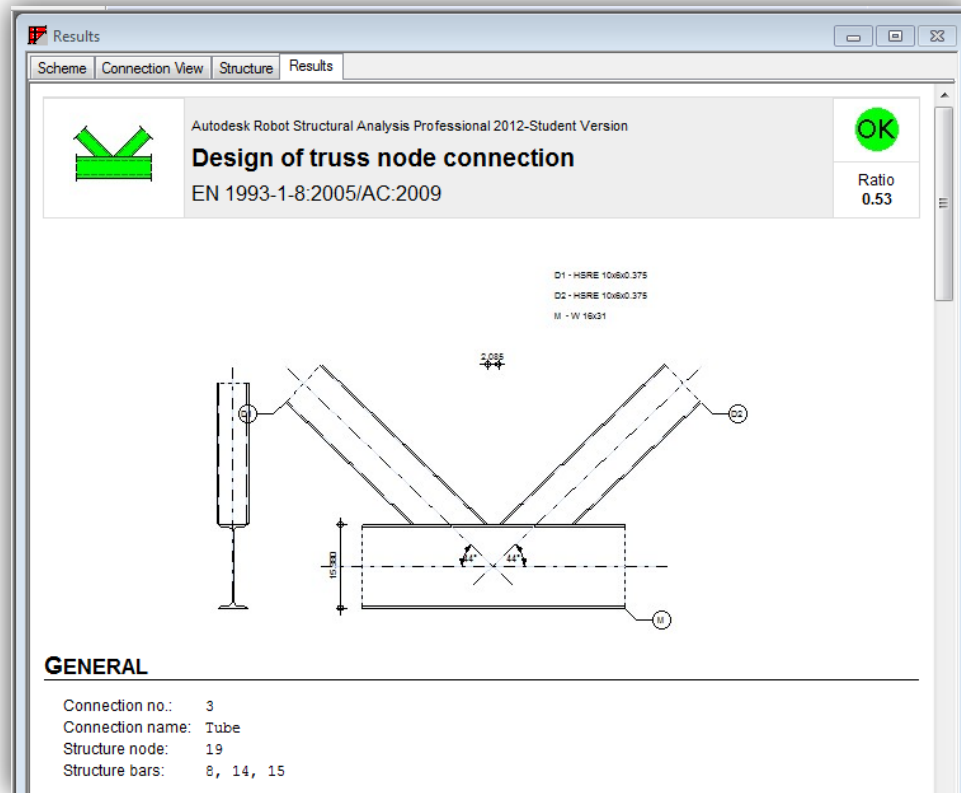 Results
Scheme Connection View Structure Results
Autodesk Robot Structural Analysis Professional 2012-Student Version
OK
Design of truss node connection
EN 1993-1-8:2005/AC:2009
Ratio
0.53
D1 - HSRE 10x6x0.375
D2 - HSRE 10x6x0.375
M - W 16x31
2.085
D1
D2
44° 44°
M
GENERAL
Connection no.: 3
Connection name: Tube
Structure node: 19
Structure bars: 8, 14, 15